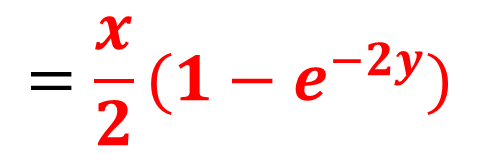 = x/2 (1 − e^{−2y})